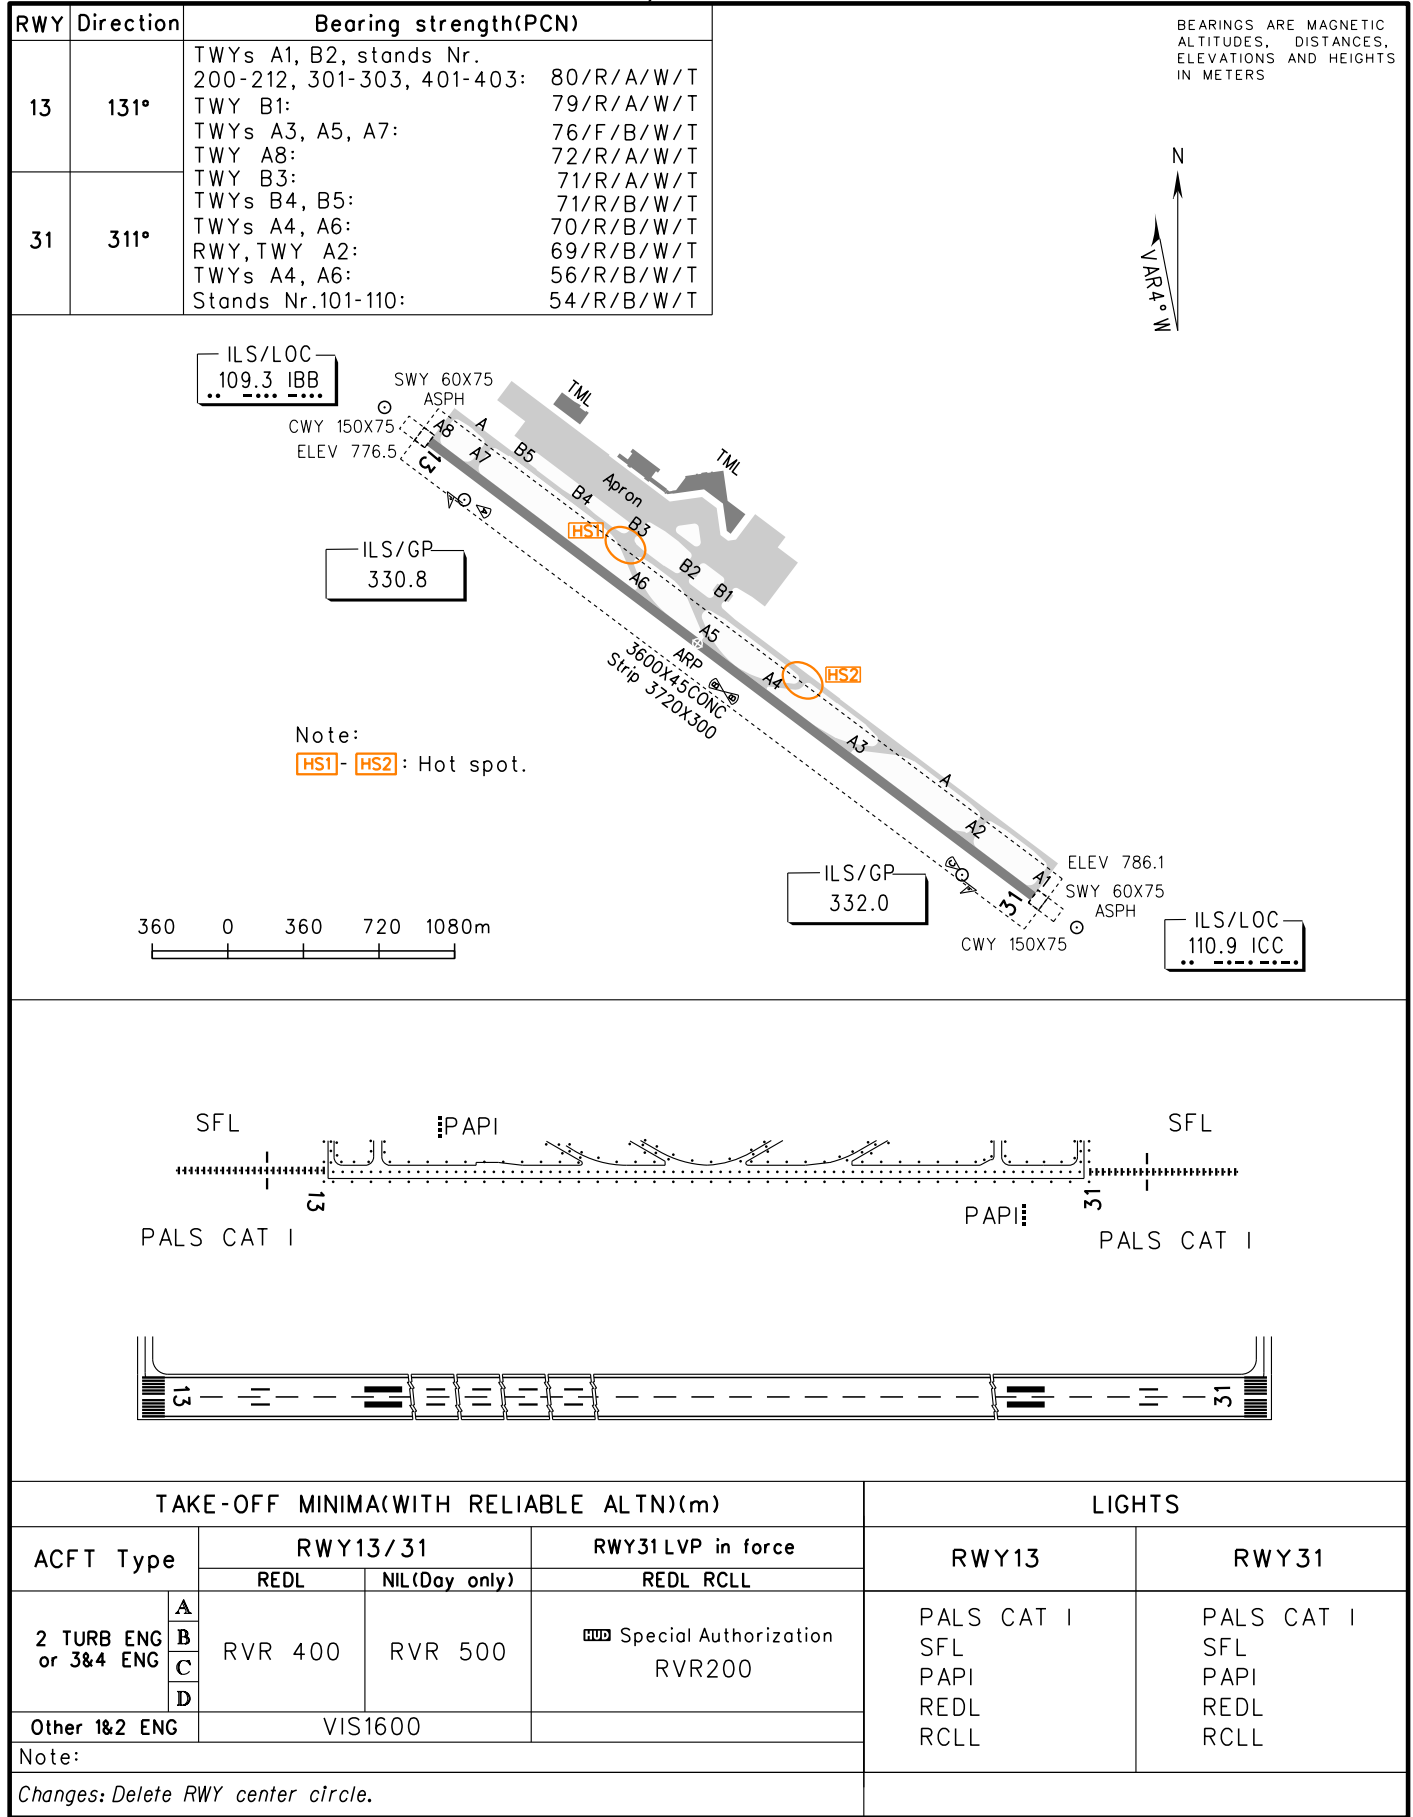 RWY Direction Bearing strength(PCN)
BEARINGS ARE MAGNETIC
ALTITUDES, DISTANCES,
ELEVATIONS AND HEIGHTS
IN METERS
13 131°
31 311°
TWYs A1, B2, stands Nr.
200-212, 301-303, 401-403: 80/R/A/W/T
TWY B1: 79/R/A/W/T
TWYs A3, A5, A7: 76/F/B/W/T
TWY A8: 72/R/A/W/T
TWY B3: 71/R/A/W/T
TWYs B4, B5: 71/R/B/W/T
TWYs A4, A6: 70/R/B/W/T
RWY,TWY A2: 69/R/B/W/T
TWYs A4, A6: 56/R/B/W/T
Stands Nr.101-110: 54/R/B/W/T
N
VAR4°W
ILS/LOC
109.3 IBB
SWY 60X75
ASPH
CWY 150X75
ELEV 776.5
13
A8
A
A7
B5
TML
B4
Apron
TML
HS1
B3
ILS/GP
330.8
A6
B2
B1
A5
ARP
3600X45CONC
Strip 3720X300
A4
HS2
Note:
HS1 - HS2 : Hot spot.
A3
A
A2
A1
ELEV 786.1
SWY 60X75
ASPH
31
CWY 150X75
ILS/GP
332.0
ILS/LOC
110.9 ICC
360 0 360 720 1080m
SFL
PAPI
SFL
13
31
PALS CAT I
PAPI
PALS CAT I
13
31
TAKE-OFF MINIMA(WITH RELIABLE ALTN)(m)
LIGHTS
ACFT Type
RWY13/31
RWY31 LVP in force
RWY13
RWY31
REDL
NIL(Day only)
REDL RCLL
2 TURB ENG
or 3&4 ENG
A
B
C
D
RVR 400
RVR 500
HUD Special Authorization
RVR200
PALS CAT I
SFL
PAPI
REDL
RCLL
PALS CAT I
SFL
PAPI
REDL
RCLL
Other 1&2 ENG
VIS1600
Note:
Changes: Delete RWY center circle.